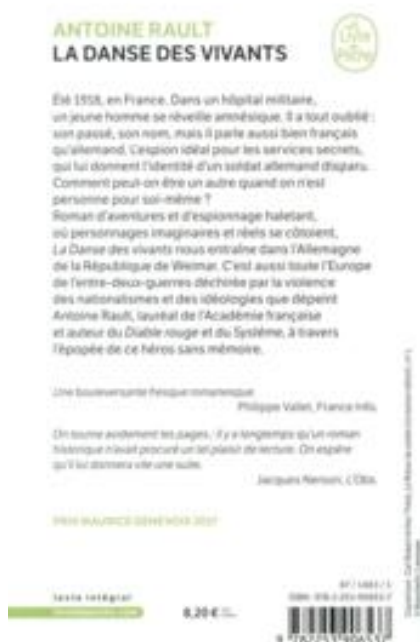 ANTOINE RAULT
LA DANSE DES VIVANTS
Le Livre
de Poche
Été 1918, en France. Dans un hôpital militaire,
un jeune homme se réveille amnésique. Il a tout oublié :
son passé, son nom, mais il parle aussi bien français
qu'allemand. L'espion idéal pour les services secrets,
qui lui donnent l'identité d'un soldat allemand disparu.
Comment peut-on être un autre quand on n'est
personne pour soi-même ?
Roman d'aventures et d'espionnage haletant,
où personnages imaginaires et réels se côtoient,
La Danse des vivants nous entraîne dans l'Allemagne
de la République de Weimar. C'est aussi toute l'Europe
de l'entre-deux-guerres déchirée par la violence
des nationalismes et des idéologies que dépeint
Antoine Rault, lauréat de l'Académie française
et auteur du Diable rouge et du Système, à travers
l'épopée de ce héros sans mémoire.
Une bouleversante fresque romanesque.
Philippe Vallet, France Info.
On tourne avidement les pages ; il y a longtemps qu'un roman
historique n'avait procuré un tel plaisir de lecture. On espère
qu'il lui donnera vite une suite.
Jacques Nerson, L'Obs.
PRIX MAURICE GENEVOIX 2017
texte intégral
8,20 €